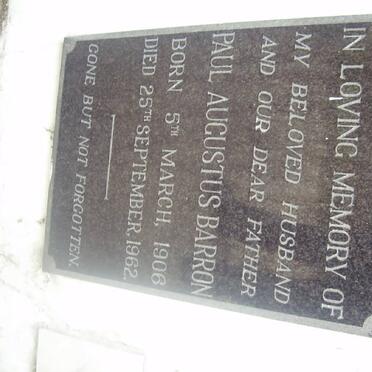 IN LOVING MEMORY OF
MY BELOVED HUSBAND
AND OUR DEAR FATHER
PAUL AUGUSTUS BARRON
BORN 5TH MARCH, 1906
DIED 25TH SEPTEMBER, 1962.
GONE BUT NOT FORGOTTEN.